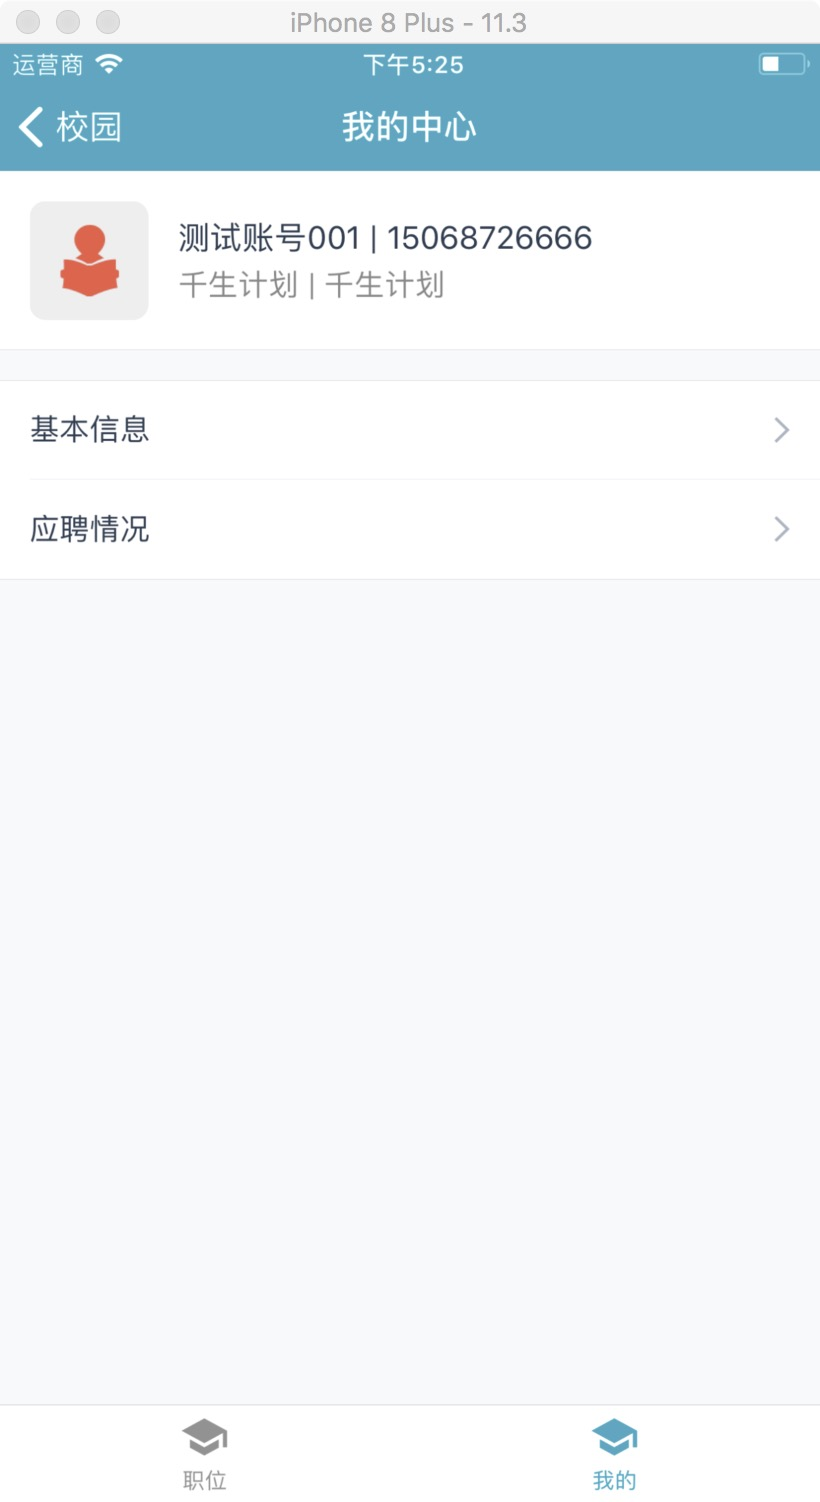 iPhone 8 Plus - 11.3
运营商 下午5:25
校园 我的中心
测试账号001 | 15068726666
千生计划 | 千生计划
基本信息
应聘情况
职位 我的